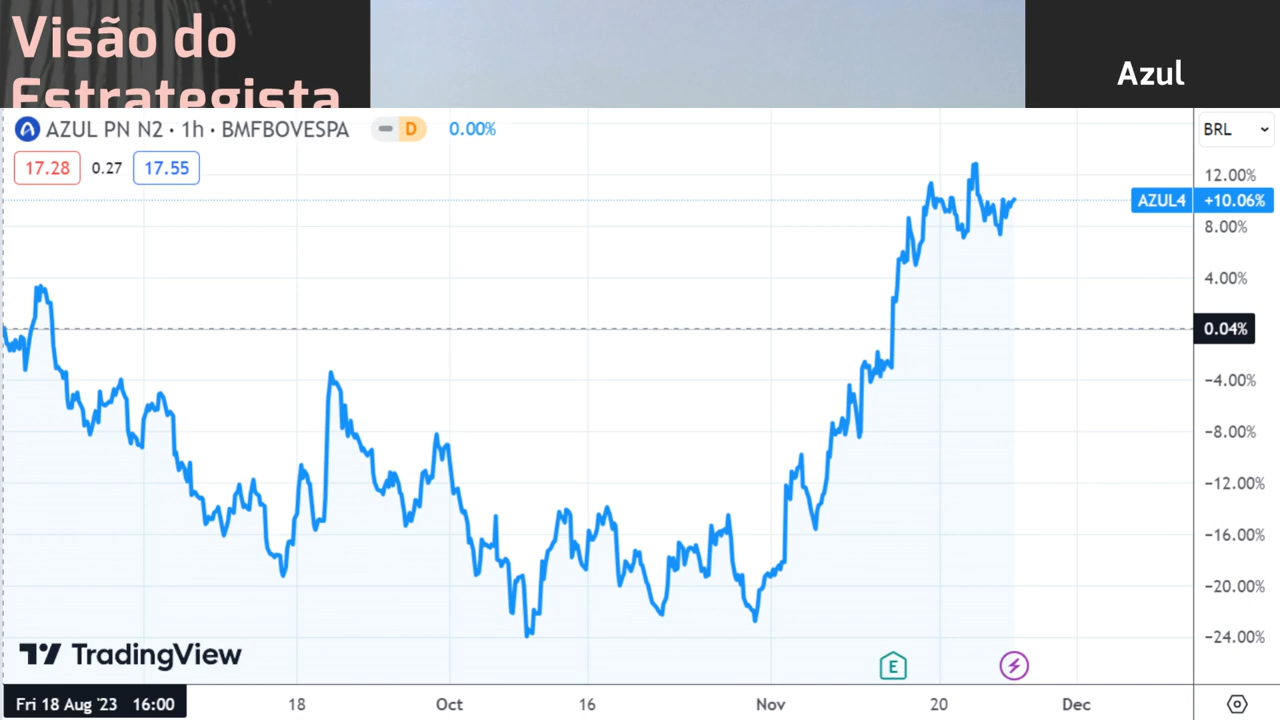 Visão do
Estrategista
Azul
AZUL PN N2 · 1h · BMFBOVESPA
D
0.00%
BRL
17.28
0.27
17.55
12.00%
AZUL4 +10.06%
8.00%
4.00%
0.04%
−4.00%
−8.00%
−12.00%
−16.00%
−20.00%
−24.00%
TradingView
E
Fri 18 Aug '23 16:00
18
Oct
16
Nov
20
Dec